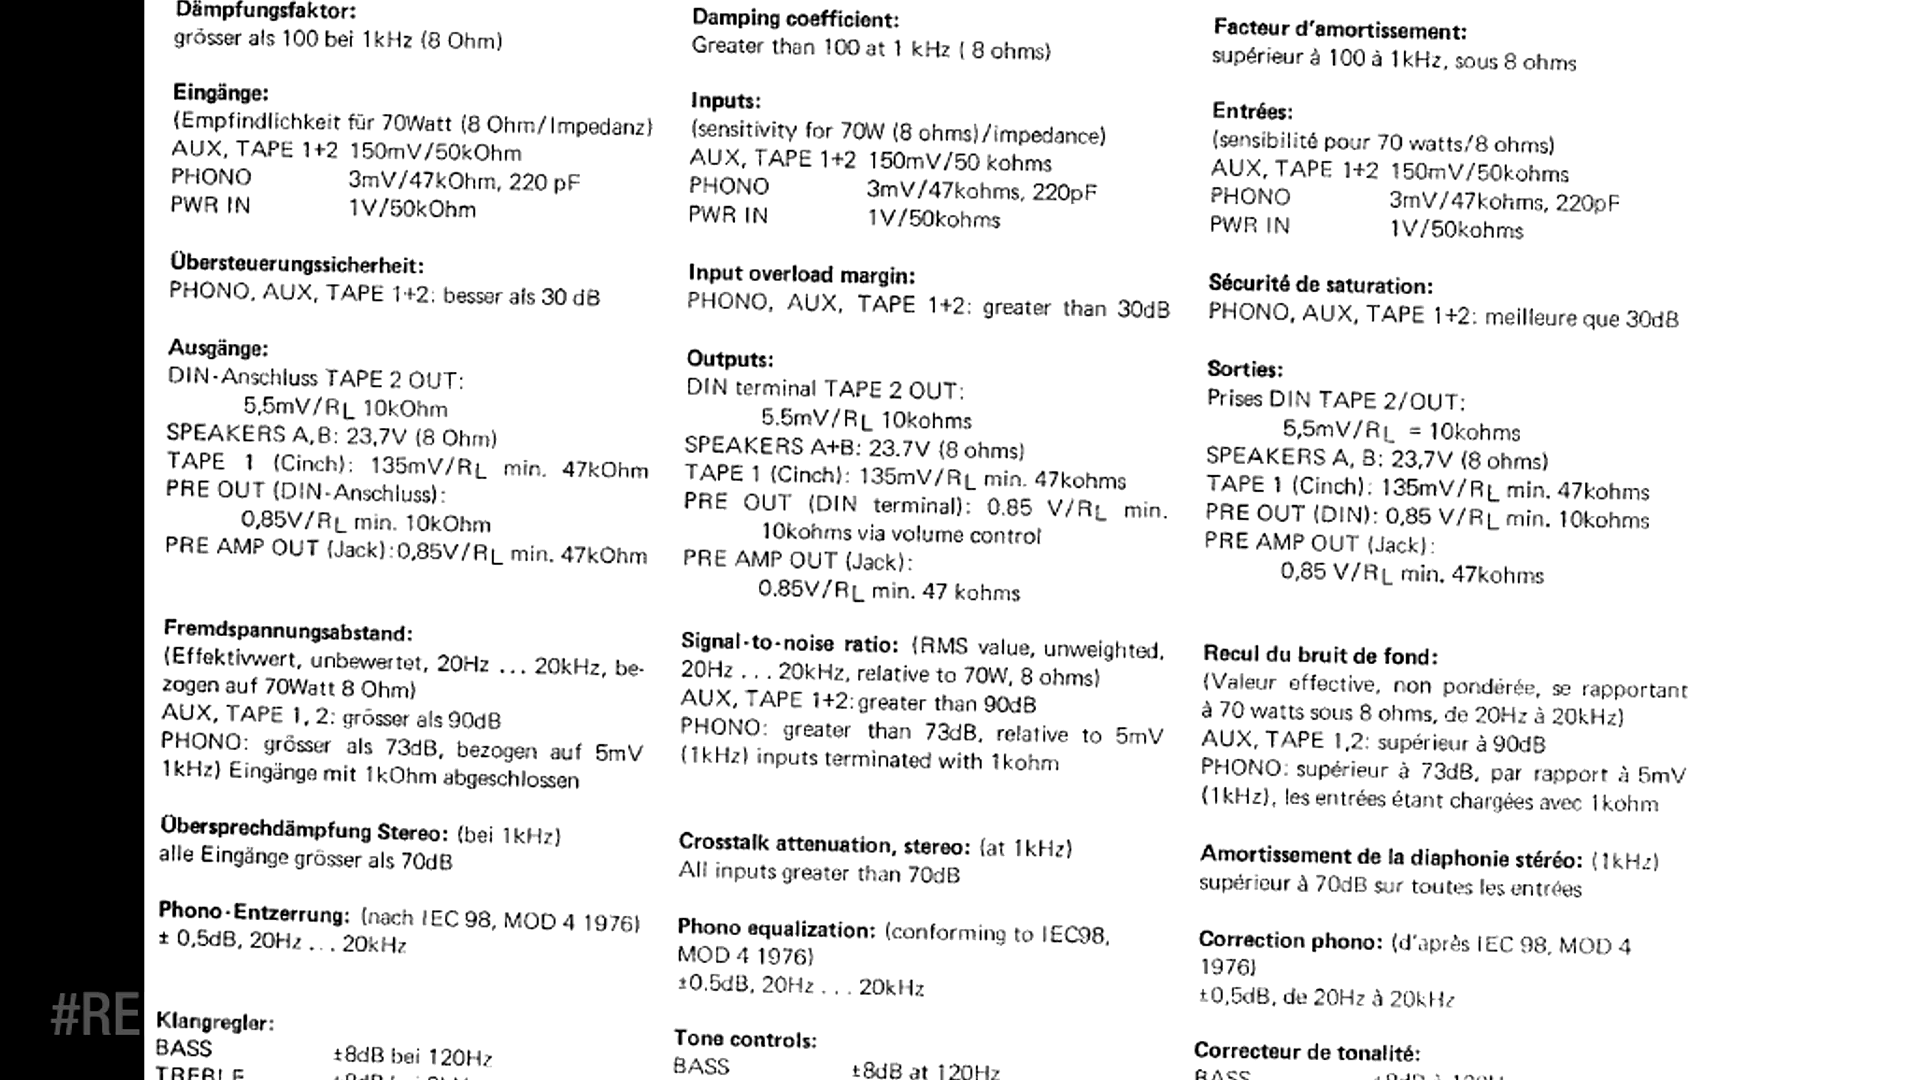 Dämpfungsfaktor:
grösser als 100 bei 1kHz (8 Ohm)
Eingänge:
(Empfindlichkeit für 70Watt (8 Ohm/Impedanz)
AUX, TAPE 1+2 150mV/50kOhm
PHONO 3mV/47kOhm, 220 pF
PWR IN 1V/50kOhm
Übersteuerungssicherheit:
PHONO, AUX, TAPE 1+2: besser als 30 dB
Ausgänge:
DIN-Anschluss TAPE 2 OUT:
5,5mV/RL 10kOhm
SPEAKERS A,B: 23,7V (8 Ohm)
TAPE 1 (Cinch): 135mV/RL min. 47kOhm
PRE OUT (DIN-Anschluss):
0,85V/RL min. 10kOhm
PRE AMP OUT (Jack):0,85V/RL min. 47kOhm
Fremdspannungsabstand:
(Effektivwert, unbewertet, 20Hz ... 20kHz, be-
zogen auf 70Watt 8 Ohm)
AUX, TAPE 1, 2: grösser als 90dB
PHONO: grösser als 73dB, bezogen auf 5mV
1kHz) Eingänge mit 1kOhm abgeschlossen
Übersprechdämpfung Stereo: (bei 1kHz)
alle Eingänge grösser als 70dB
Phono-Entzerrung: (nach IEC 98, MOD 4 1976)
± 0,5dB, 20Hz ... 20kHz
Klangregler:
BASS ±8dB bei 120Hz
TREBLE
Damping coefficient:
Greater than 100 at 1 kHz ( 8 ohms)
Inputs:
(sensitivity for 70W (8 ohms)/impedance)
AUX, TAPE 1+2 150mV/50 kohms
PHONO 3mV/47kohms, 220pF
PWR IN 1V/50kohms
Input overload margin:
PHONO, AUX, TAPE 1+2: greater than 30dB
Outputs:
DIN terminal TAPE 2 OUT:
5.5mV/RL 10kohms
SPEAKERS A+B: 23.7V (8 ohms)
TAPE 1 (Cinch): 135mV/RL min. 47kohms
PRE OUT (DIN terminal): 0.85 V/RL min.
10kohms via volume control
PRE AMP OUT (Jack):
0.85V/RL min. 47 kohms
Signal-to-noise ratio: (RMS value, unweighted,
20Hz ... 20kHz, relative to 70W, 8 ohms)
AUX, TAPE 1+2: greater than 90dB
PHONO: greater than 73dB, relative to 5mV
(1kHz) inputs terminated with 1kohm
Crosstalk attenuation, stereo: (at 1kHz)
All inputs greater than 70dB
Phono equalization: (conforming to IEC98,
MOD 4 1976)
±0.5dB, 20Hz ... 20kHz
Tone controls:
BASS ±8dB at 120Hz
Facteur d'amortissement:
supérieur à 100 à 1kHz, sous 8 ohms
Entrées:
(sensibilité pour 70 watts/8 ohms)
AUX, TAPE 1+2 150mV/50kohms
PHONO 3mV/47kohms, 220pF
PWR IN 1V/50kohms
Sécurité de saturation:
PHONO, AUX, TAPE 1+2: meilleure que 30dB
Sorties:
Prises DIN TAPE 2/OUT:
5,5mV/RL = 10kohms
SPEAKERS A, B: 23,7V (8 ohms)
TAPE 1 (Cinch): 135mV/RL min. 47kohms
PRE OUT (DIN): 0,85 V/RL min. 10kohms
PRE AMP OUT (Jack):
0,85 V/RL min. 47kohms
Recul du bruit de fond:
(Valeur effective, non pondérée, se rapportant
à 70 watts sous 8 ohms, de 20Hz à 20kHz)
AUX, TAPE 1,2: supérieur à 90dB
PHONO: supérieur à 73dB, par rapport à 5mV
(1kHz), les entrées étant chargées avec 1kohm
Amortissement de la diaphonie stéréo: (1kHz)
supérieur à 70dB sur toutes les entrées
Correction phono: (d'après IEC 98, MOD 4
1976)
±0,5dB, de 20Hz à 20kHz
Correcteur de tonalité:
BASS
#RE